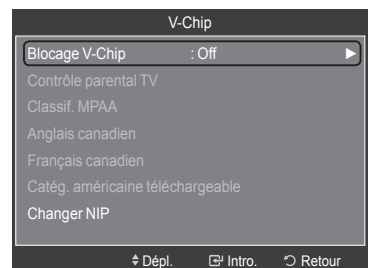 V-Chip
Blocage V-Chip : Off
Contrôle parental TV
Classif. MPAA
Anglais canadien
Français canadien
Catég. américaine téléchargeable
Changer NIP
Dépl. Intro. Retour